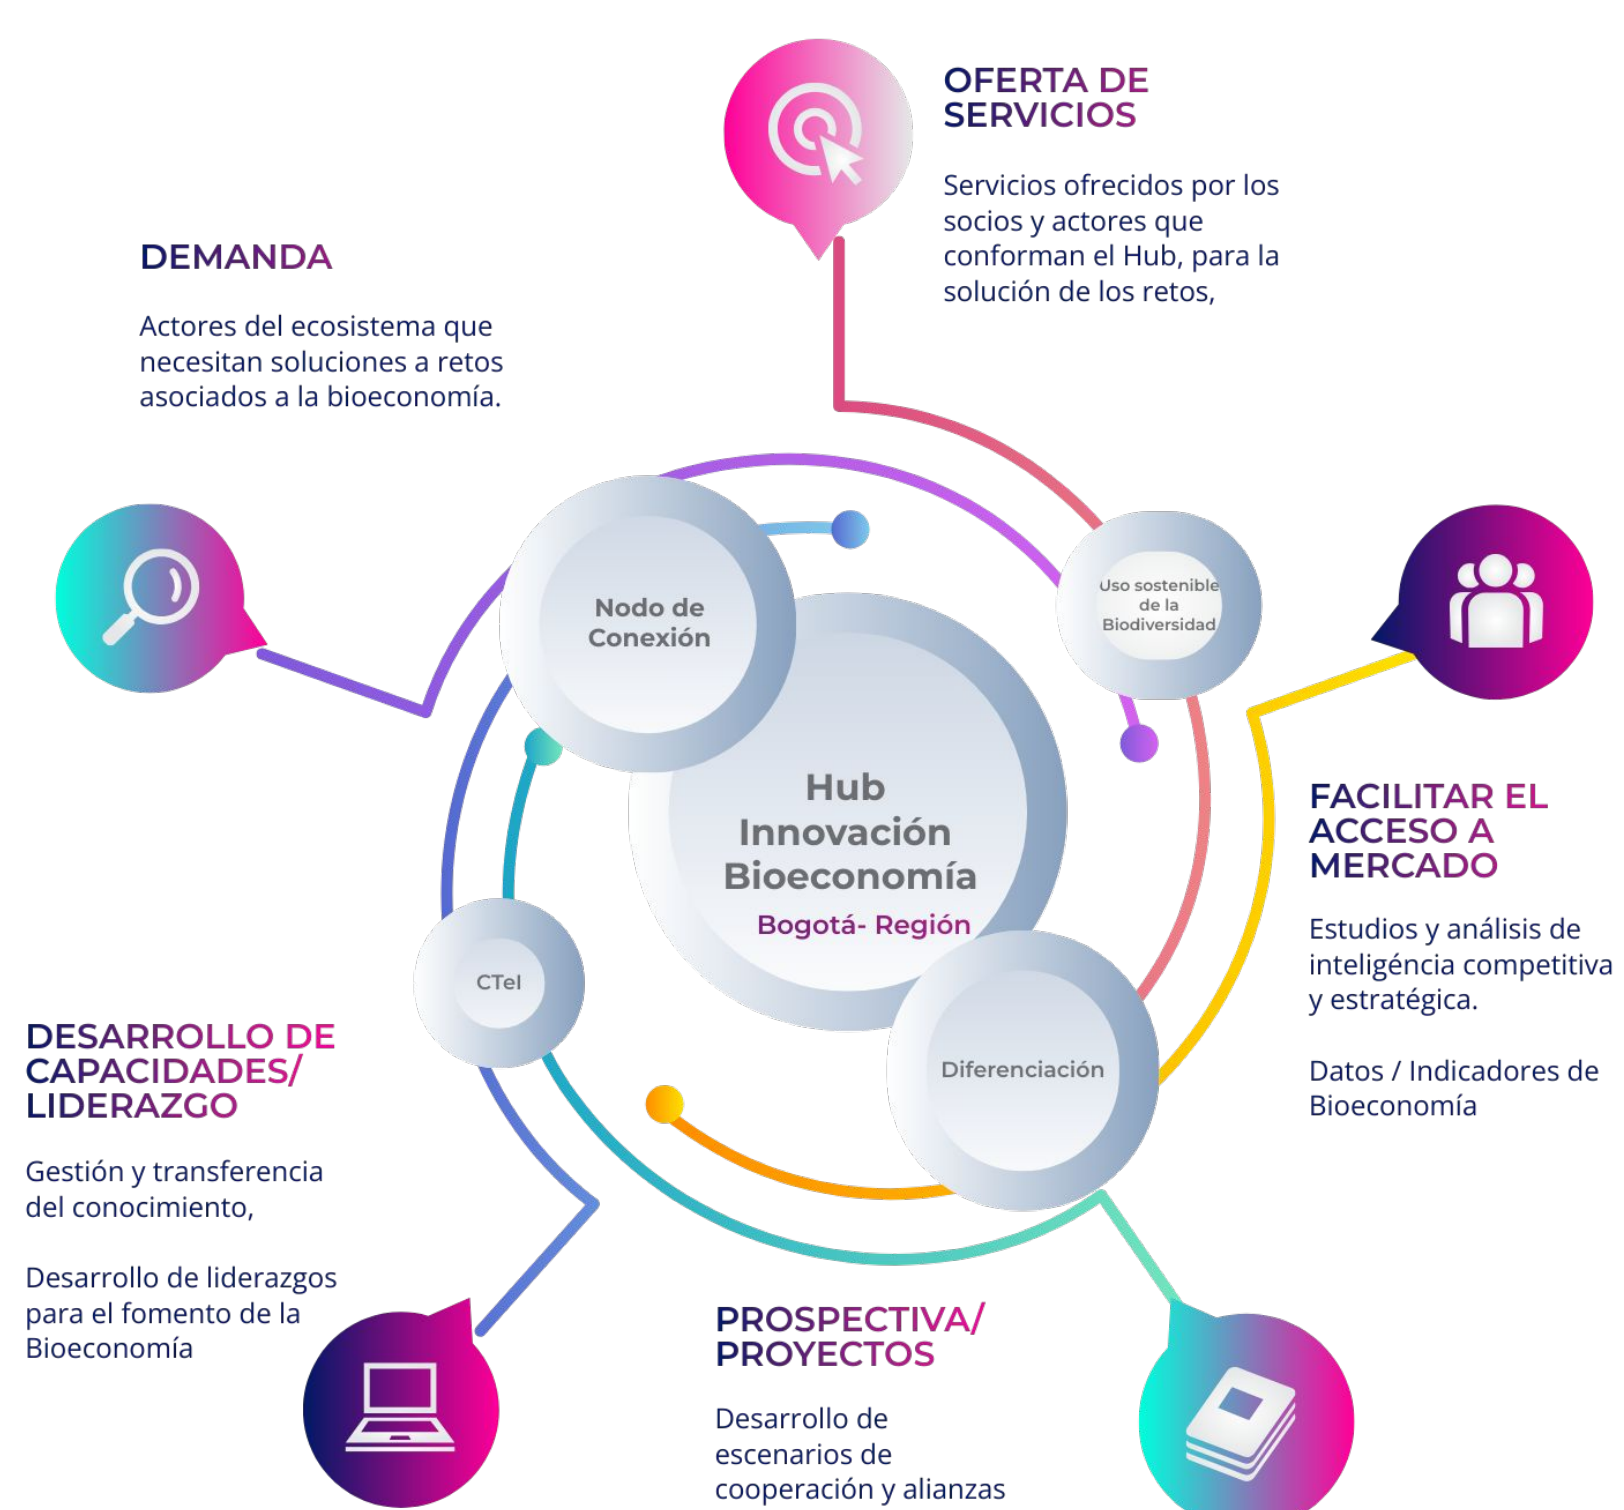 OFERTA DE
SERVICIOS
Servicios ofrecidos por los
socios y actores que
conforman el Hub, para la
solución de los retos,
DEMANDA
Actores del ecosistema que
necesitan soluciones a retos
asociados a la bioeconomía.
Nodo de
Conexión
Uso sostenible
de la
Biodiversidad
Hub
Innovación
Bioeconomía
Bogotá- Región
CTeI
Diferenciación
FACILITAR EL
ACCESO A
MERCADO
Estudios y análisis de
inteligéncia competitiva
y estratégica.
Datos / Indicadores de
Bioeconomía
DESARROLLO DE
CAPACIDADES/
LIDERAZGO
Gestión y transferencia
del conocimiento,
Desarrollo de liderazgos
para el fomento de la
Bioeconomía
PROSPECTIVA/
PROYECTOS
Desarrollo de
escenarios de
cooperación y alianzas